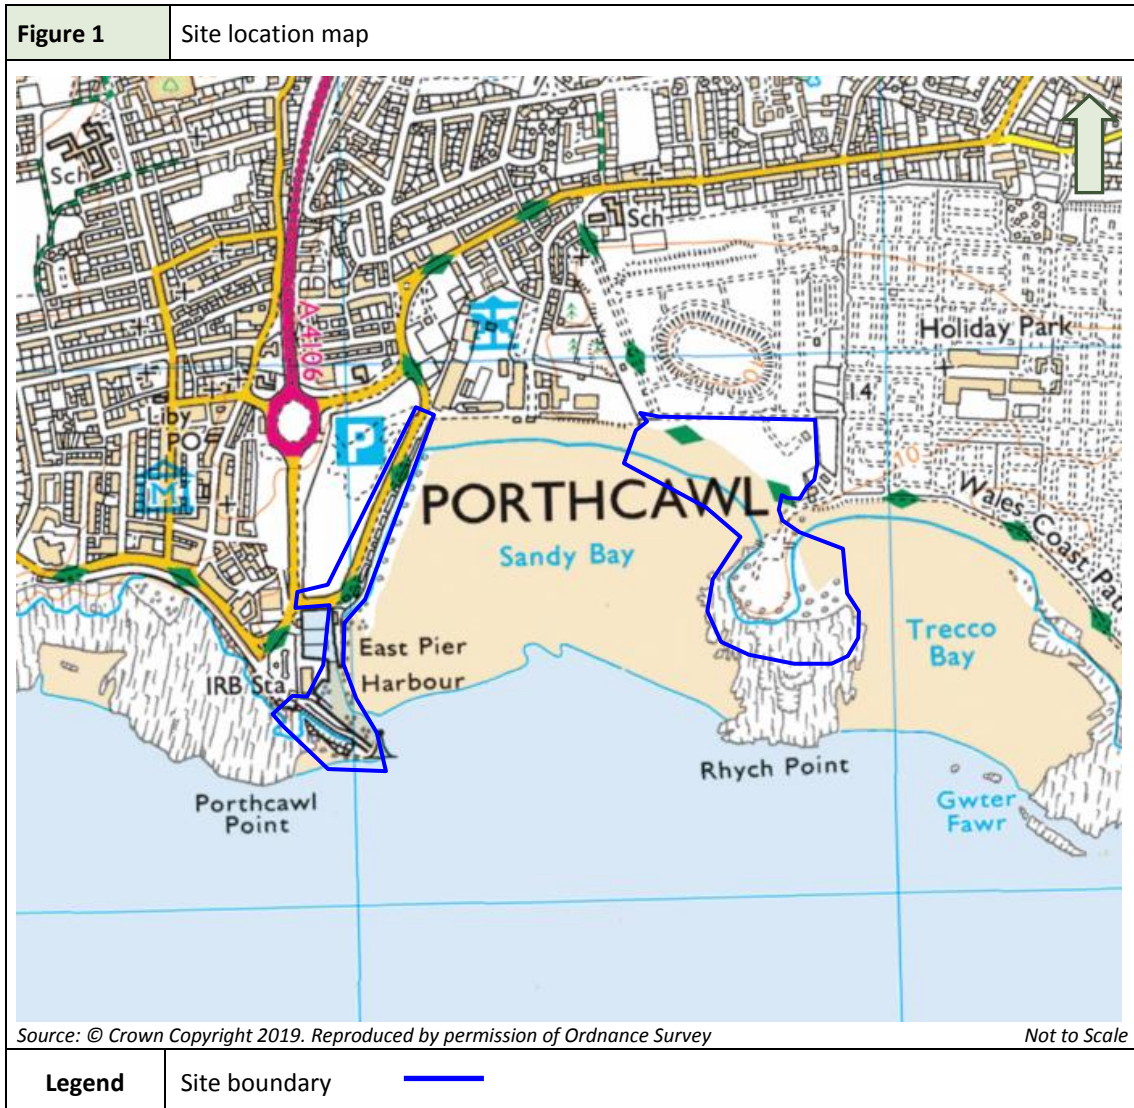 Figure 1
Site location map
Sch
Sch
A4106
Holiday Park
14
10
10
Liby
PO
P
M
PORTHCAWL
Sandy Bay
Wales Coast Path
Trecco
Bay
East Pier
Harbour
IRB Sta
Rhych Point
Porthcawl
Point
Gwter
Fawr
Source: © Crown Copyright 2019. Reproduced by permission of Ordnance Survey
Not to Scale
Legend
Site boundary